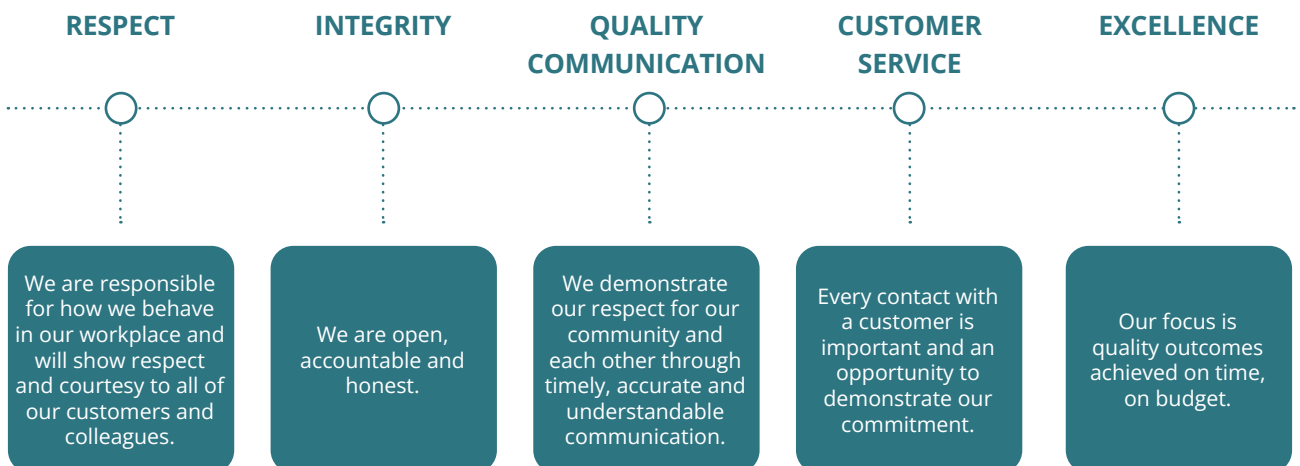 RESPECT
We are responsible
for how we behave
in our workplace and
will show respect
and courtesy to all of
our customers and
colleagues.
INTEGRITY
We are open,
accountable and
honest.
QUALITY
COMMUNICATION
We demonstrate
our respect for our
community and
each other through
timely, accurate and
understandable
communication.
CUSTOMER
SERVICE
Every contact with
a customer is
important and an
opportunity to
demonstrate our
commitment.
EXCELLENCE
Our focus is
quality outcomes
achieved on time,
on budget.